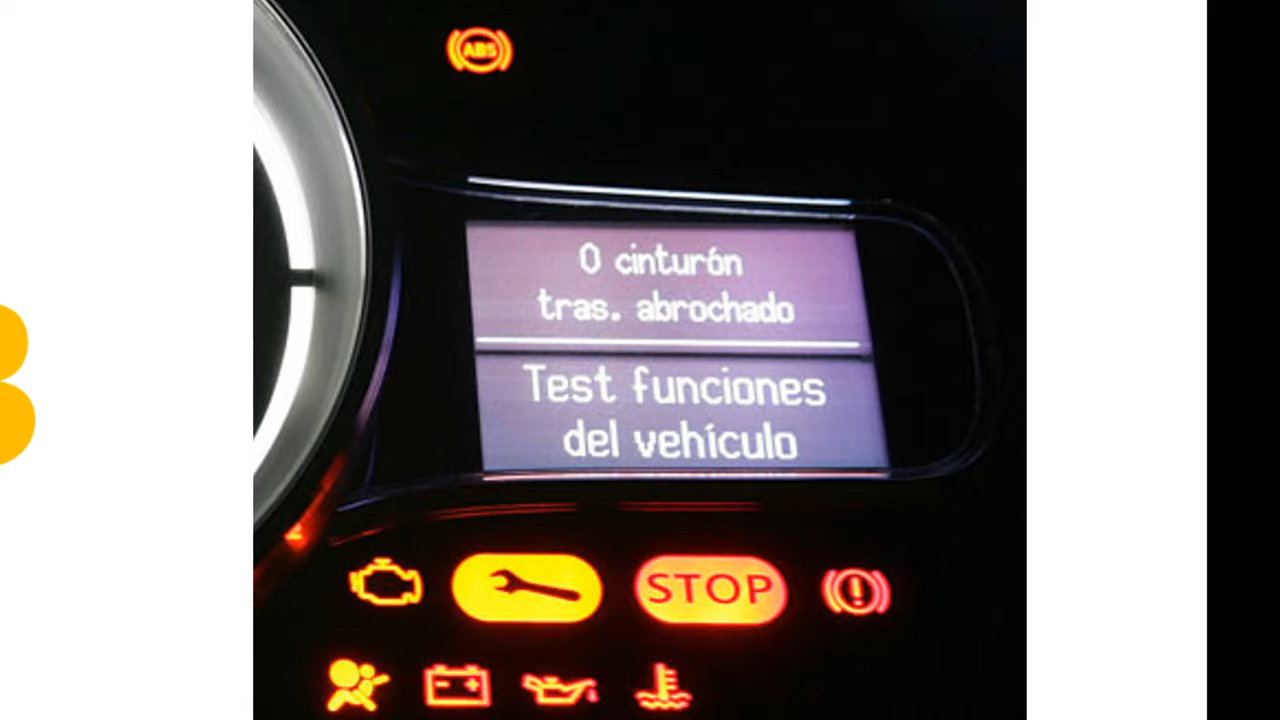 ABS
0 cinturón
tras. abrochado
Test funciones
del vehículo
STOP